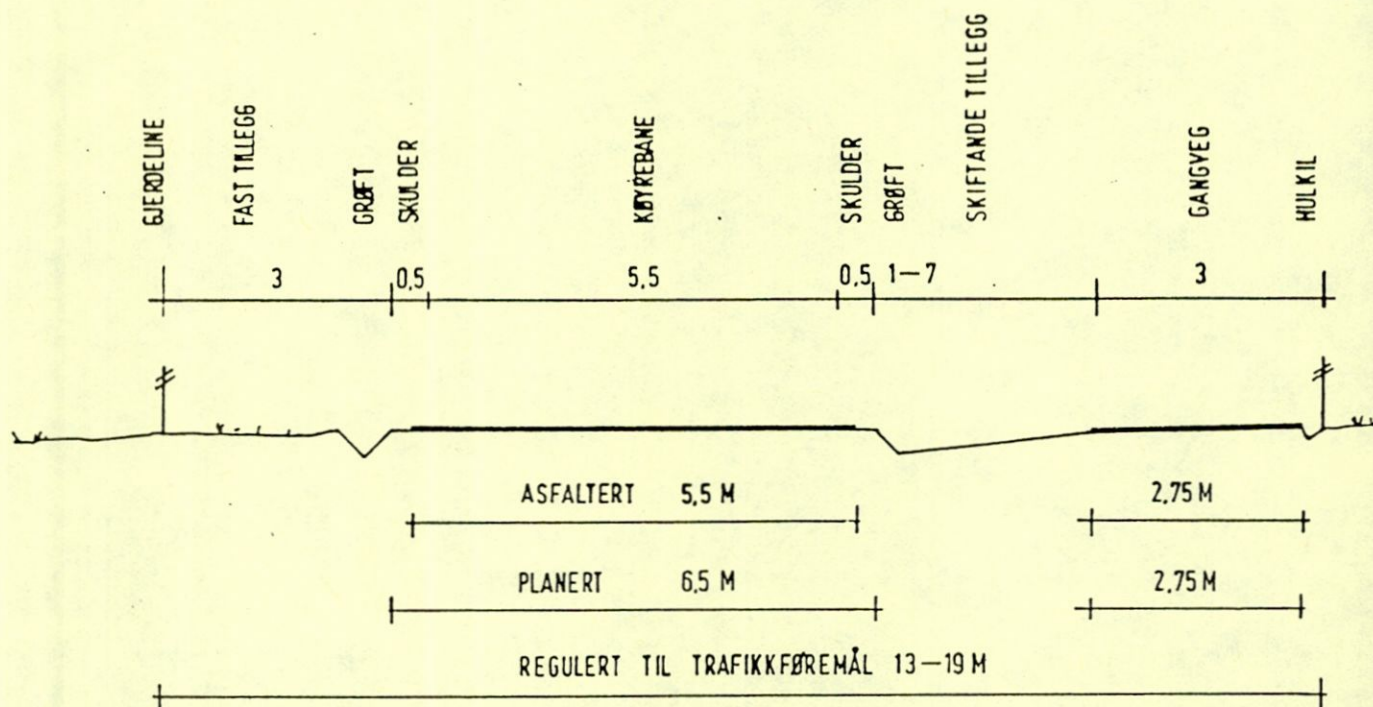 GJERDELINE
FAST TILLEGG
GRØFT
SKULDER
KØYREBANE
SKULDER
GRØFT
SKIFTANDE TILLEGG
GANGVEG
HULKIL
3
0,5
5,5
0,5
1–7
3
ASFALTERT 5,5 M
2,75 M
PLANERT 6,5 M
2,75 M
REGULERT TIL TRAFIKKFØREMÅL 13–19 M